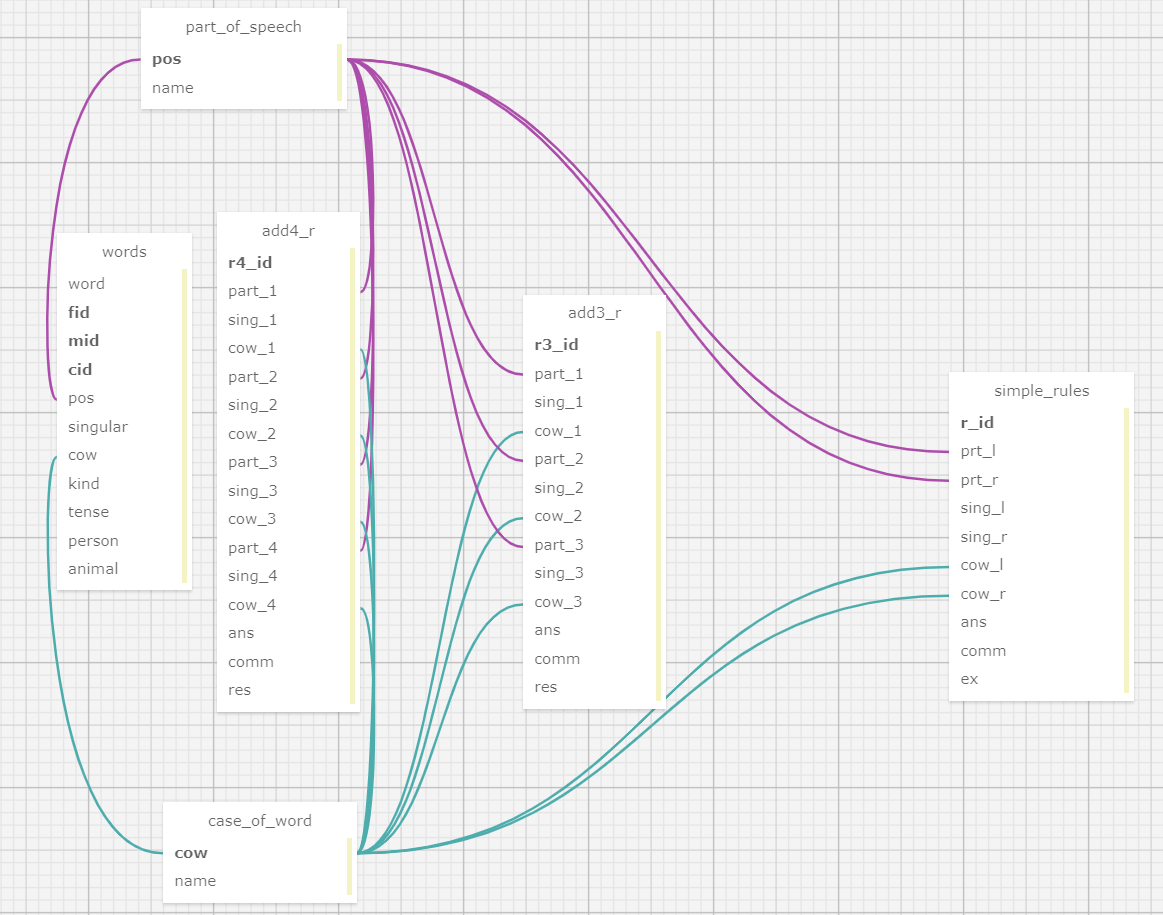 part_of_speech
pos
name
words
word
fid
mid
cid
pos
singular
cow
kind
tense
person
animal
add4_r
r4_id
part_1
sing_1
cow_1
part_2
sing_2
cow_2
part_3
sing_3
cow_3
part_4
sing_4
cow_4
ans
comm
res
add3_r
r3_id
part_1
sing_1
cow_1
part_2
sing_2
cow_2
part_3
sing_3
cow_3
ans
comm
res
simple_rules
r_id
prt_l
prt_r
sing_l
sing_r
cow_l
cow_r
ans
comm
ex
case_of_word
cow
name